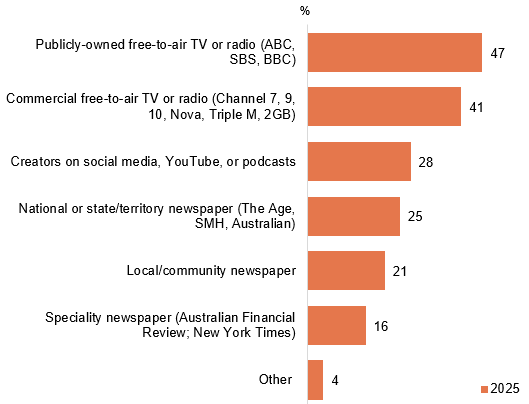 %
Publicly-owned free-to-air TV or radio (ABC,
SBS, BBC)
47
Commercial free-to-air TV or radio (Channel 7, 9,
10, Nova, Triple M, 2GB)
41
Creators on social media, YouTube, or podcasts
28
National or state/territory newspaper (The Age,
SMH, Australian)
25
Local/community newspaper
21
Speciality newspaper (Australian Financial
Review; New York Times)
16
Other
4
2025